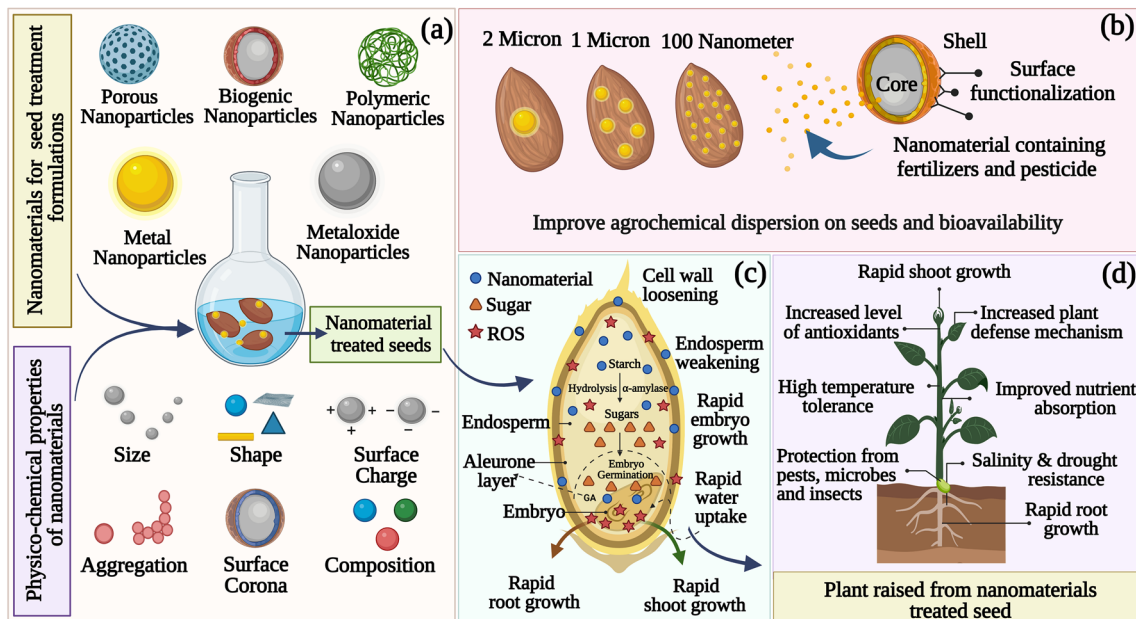 Nanomaterials for seed treatment
formulations
(a)
Porous
Nanoparticles
Biogenic
Nanoparticles
Polymeric
Nanoparticles
Metal
Nanoparticles
Metaloxide
Nanoparticles
Nanomaterial
treated seeds
Physico-chemical properties
of nanomaterials
+ + +
- - -
Size
Shape
Surface
Charge
Aggregation
Surface
Corona
Composition
(b)
2 Micron
1 Micron
100 Nanometer
Shell
Core
Surface
functionalization
Nanomaterial containing
fertilizers and pesticide
Improve agrochemical dispersion on seeds and bioavailability
(c)
Nanomaterial
Sugar
ROS
Cell wall
loosening
Endosperm
weakening
Rapid
embryo
growth
Rapid
water
uptake
Starch
Hydrolysis
α-amylase
Sugars
Embryo
Germination
GA
Endosperm
Aleurone
layer
Embryo
Rapid
root growth
Rapid
shoot growth
(d)
Rapid shoot growth
Increased level
of antioxidants
Increased plant
defense mechanism
High temperature
tolerance
Improved nutrient
absorption
Protection from
pests, microbes
and insects
Salinity & drought
resistance
Rapid root
growth
Plant raised from nanomaterials
treated seed